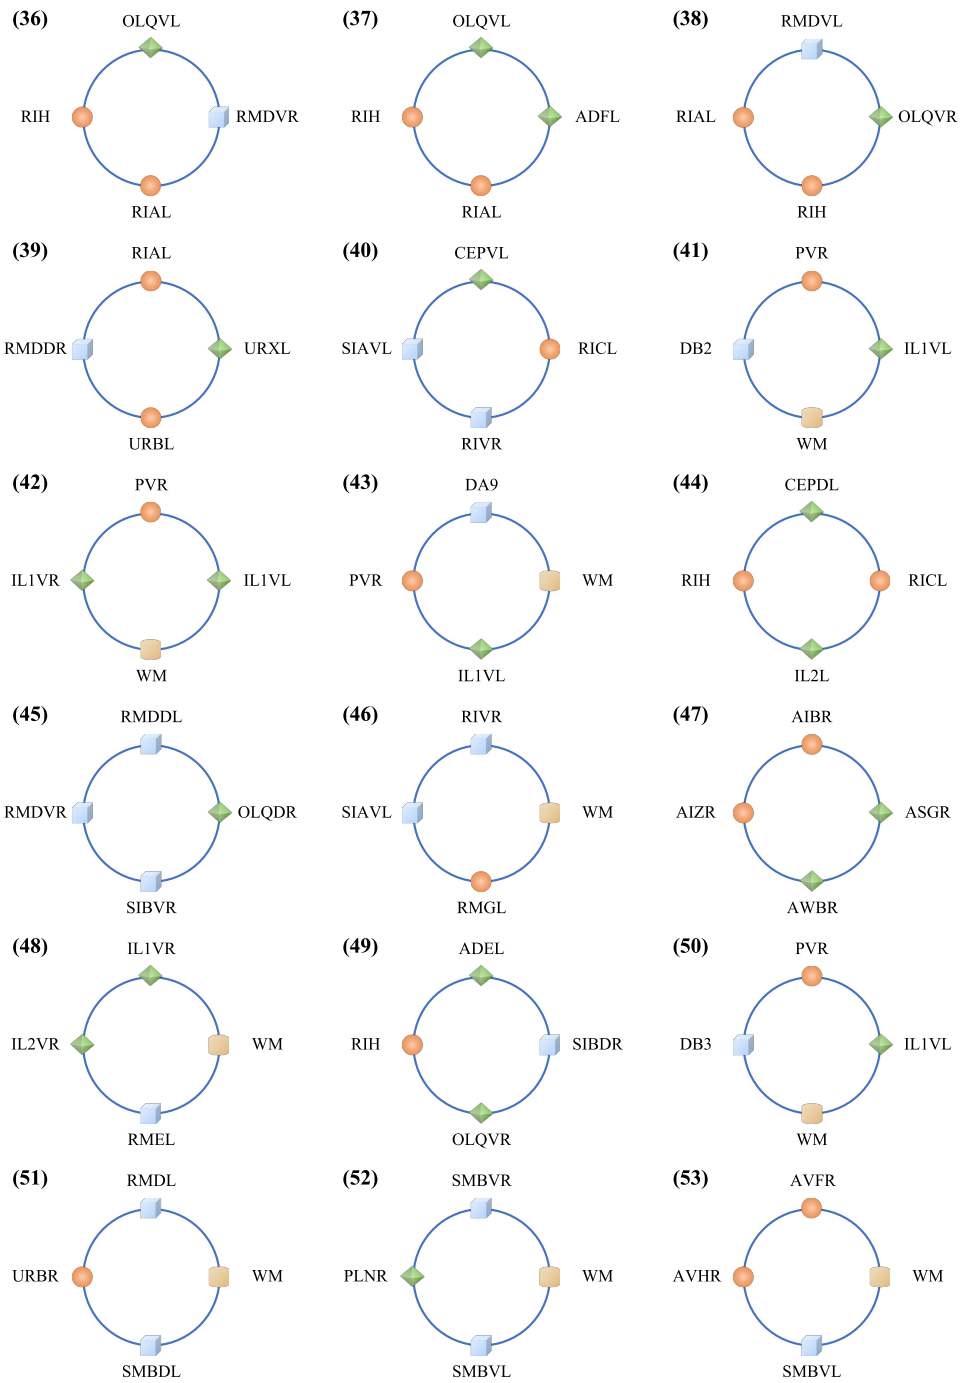 (36) OLQVL
RIH RMDVR
RIAL
(37) OLQVL
RIH ADFL
RIAL
(38) RMDVL
RIAL OLQVR
RIH
(39) RIAL
RMDDR URXL
URBL
(40) CEPVL
SIAVL RICL
RIVR
(41) PVR
DB2 IL1VL
WM
(42) PVR
IL1VR IL1VL
WM
(43) DA9
PVR WM
IL1VL
(44) CEPDL
RIH RICL
IL2L
(45) RMDDL
RMDVR OLQDR
SIBVR
(46) RIVR
SIAVL WM
RMGL
(47) AIBR
AIZR ASGR
AWBR
(48) IL1VR
IL2VR WM
RMEL
(49) ADEL
RIH SIBDR
OLQVR
(50) PVR
DB3 IL1VL
WM
(51) RMDL
URBR WM
SMBDL
(52) SMBVR
PLNR WM
SMBVL
(53) AVFR
AVHR WM
SMBVL